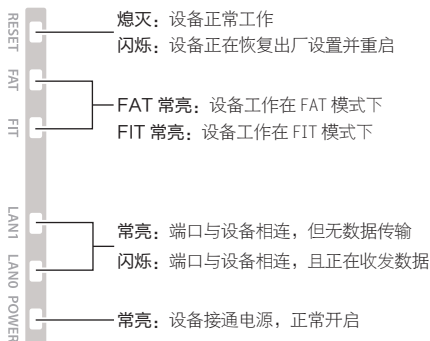 RESET
熄灭：设备正常工作
闪烁：设备正在恢复出厂设置并重启
FAT
FIT
FAT 常亮：设备工作在 FAT 模式下
FIT 常亮：设备工作在 FIT 模式下
LAN1
LAN0
常亮：端口与设备相连，但无数据传输
闪烁：端口与设备相连，且正在收发数据
POWER
常亮：设备接通电源，正常开启